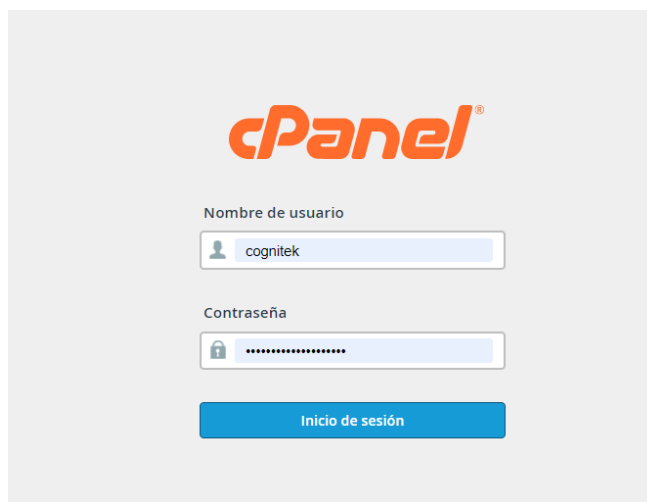 cPanel®
Nombre de usuario
cognitek
Contraseña
••••••••••••••••••••
Inicio de sesión